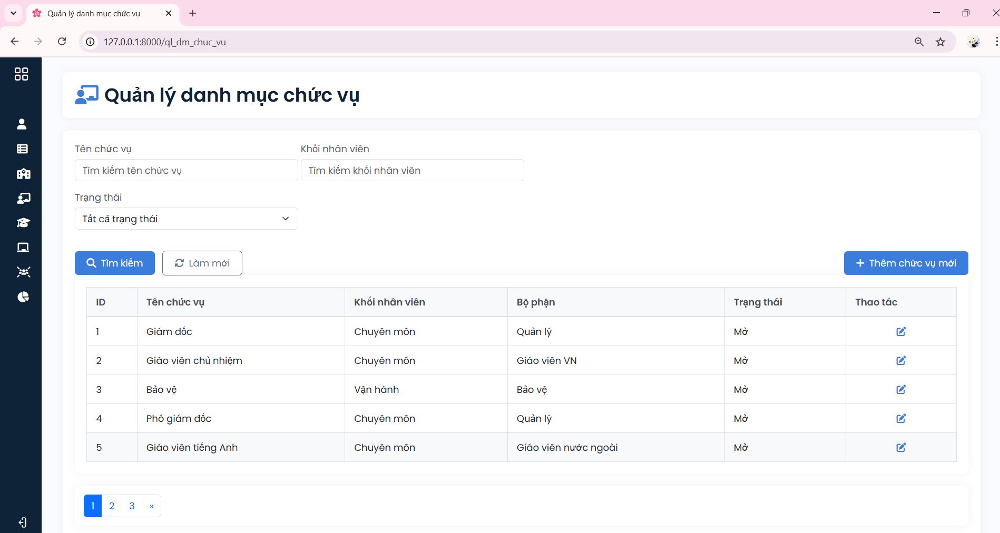 Quản lý danh mục chức vụ
127.0.0.1:8000/ql_dm_chuc_vu
Quản lý danh mục chức vụ
Tên chức vụ Khối nhân viên
Tìm kiếm tên chức vụ Tìm kiếm khối nhân viên
Trạng thái
Tất cả trạng thái
Tìm kiếm Làm mới + Thêm chức vụ mới
ID Tên chức vụ Khối nhân viên Bộ phận Trạng thái Thao tác
1 Giám đốc Chuyên môn Quản lý Mở
2 Giáo viên chủ nhiệm Chuyên môn Giáo viên VN Mở
3 Bảo vệ Vận hành Bảo vệ Mở
4 Phó giám đốc Chuyên môn Quản lý Mở
5 Giáo viên tiếng Anh Chuyên môn Giáo viên nước ngoài Mở
1 2 3 »